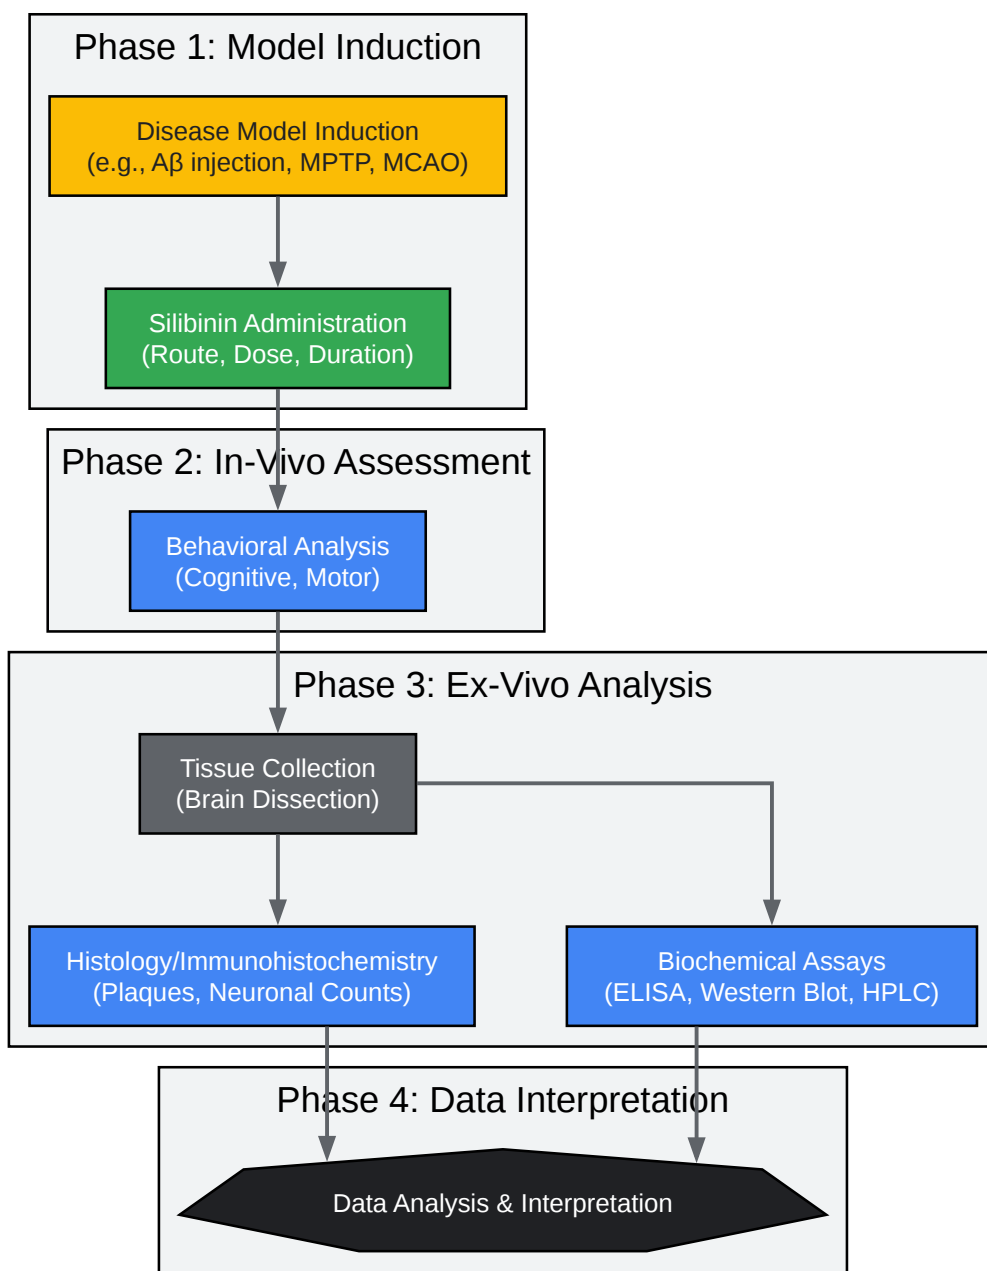 Phase 1: Model Induction
Disease Model Induction
(e.g., Aβ injection, MPTP, MCAO)
Silibinin Administration
(Route, Dose, Duration)
Phase 2: In-Vivo Assessment
Behavioral Analysis
(Cognitive, Motor)
Phase 3: Ex-Vivo Analysis
Tissue Collection
(Brain Dissection)
Histology/Immunohistochemistry
(Plaques, Neuronal Counts)
Biochemical Assays
(ELISA, Western Blot, HPLC)
Phase 4: Data Interpretation
Data Analysis & Interpretation